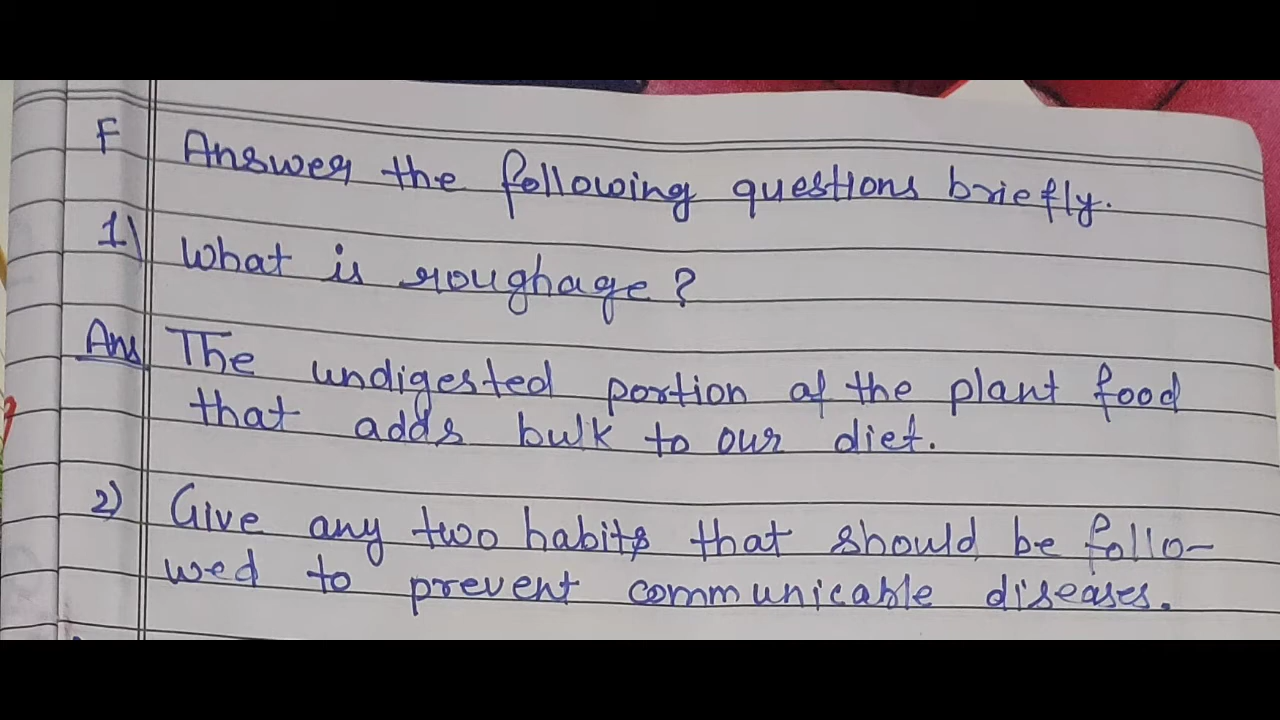 F Answer the following questions briefly.
1) What is roughage?
Ans The undigested portion of the plant food
that adds bulk to our diet.
2) Give any two habits that should be follo-
wed to prevent communicable diseases.